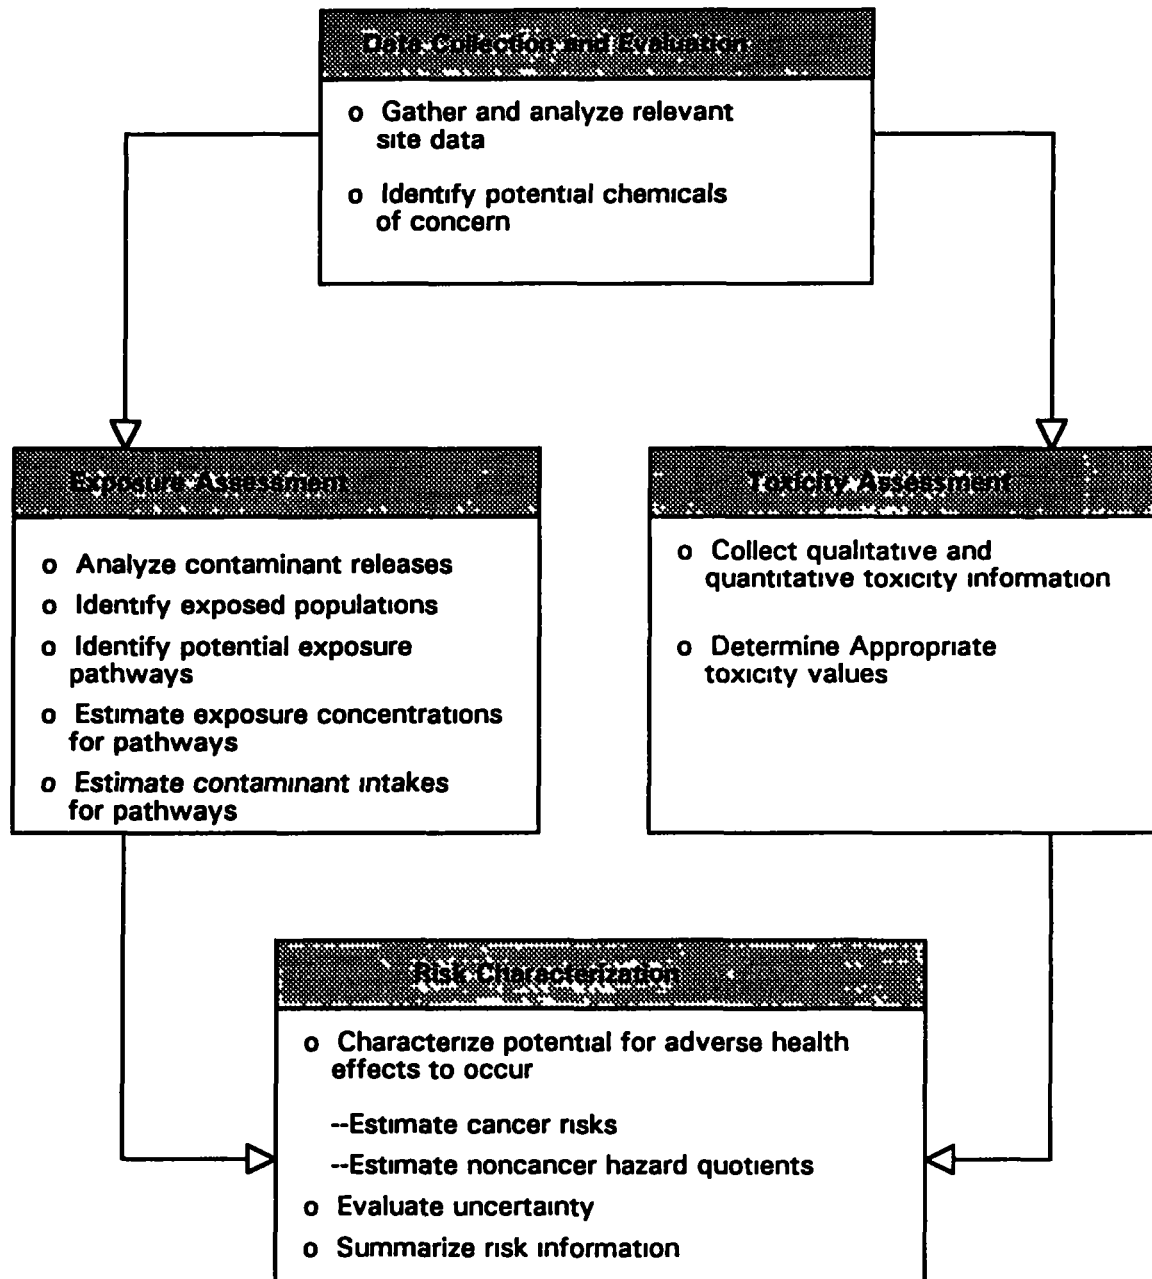 Data Collection and Evaluation
o Gather and analyze relevant
site data
o Identify potential chemicals
of concern
Exposure Assessment
o Analyze contaminant releases
o Identify exposed populations
o Identify potential exposure
pathways
o Estimate exposure concentrations
for pathways
o Estimate contaminant intakes
for pathways
Toxicity Assessment
o Collect qualitative and
quantitative toxicity information
o Determine Appropriate
toxicity values
Risk Characterization
o Characterize potential for adverse health
effects to occur
--Estimate cancer risks
--Estimate noncancer hazard quotients
o Evaluate uncertainty
o Summarize risk information